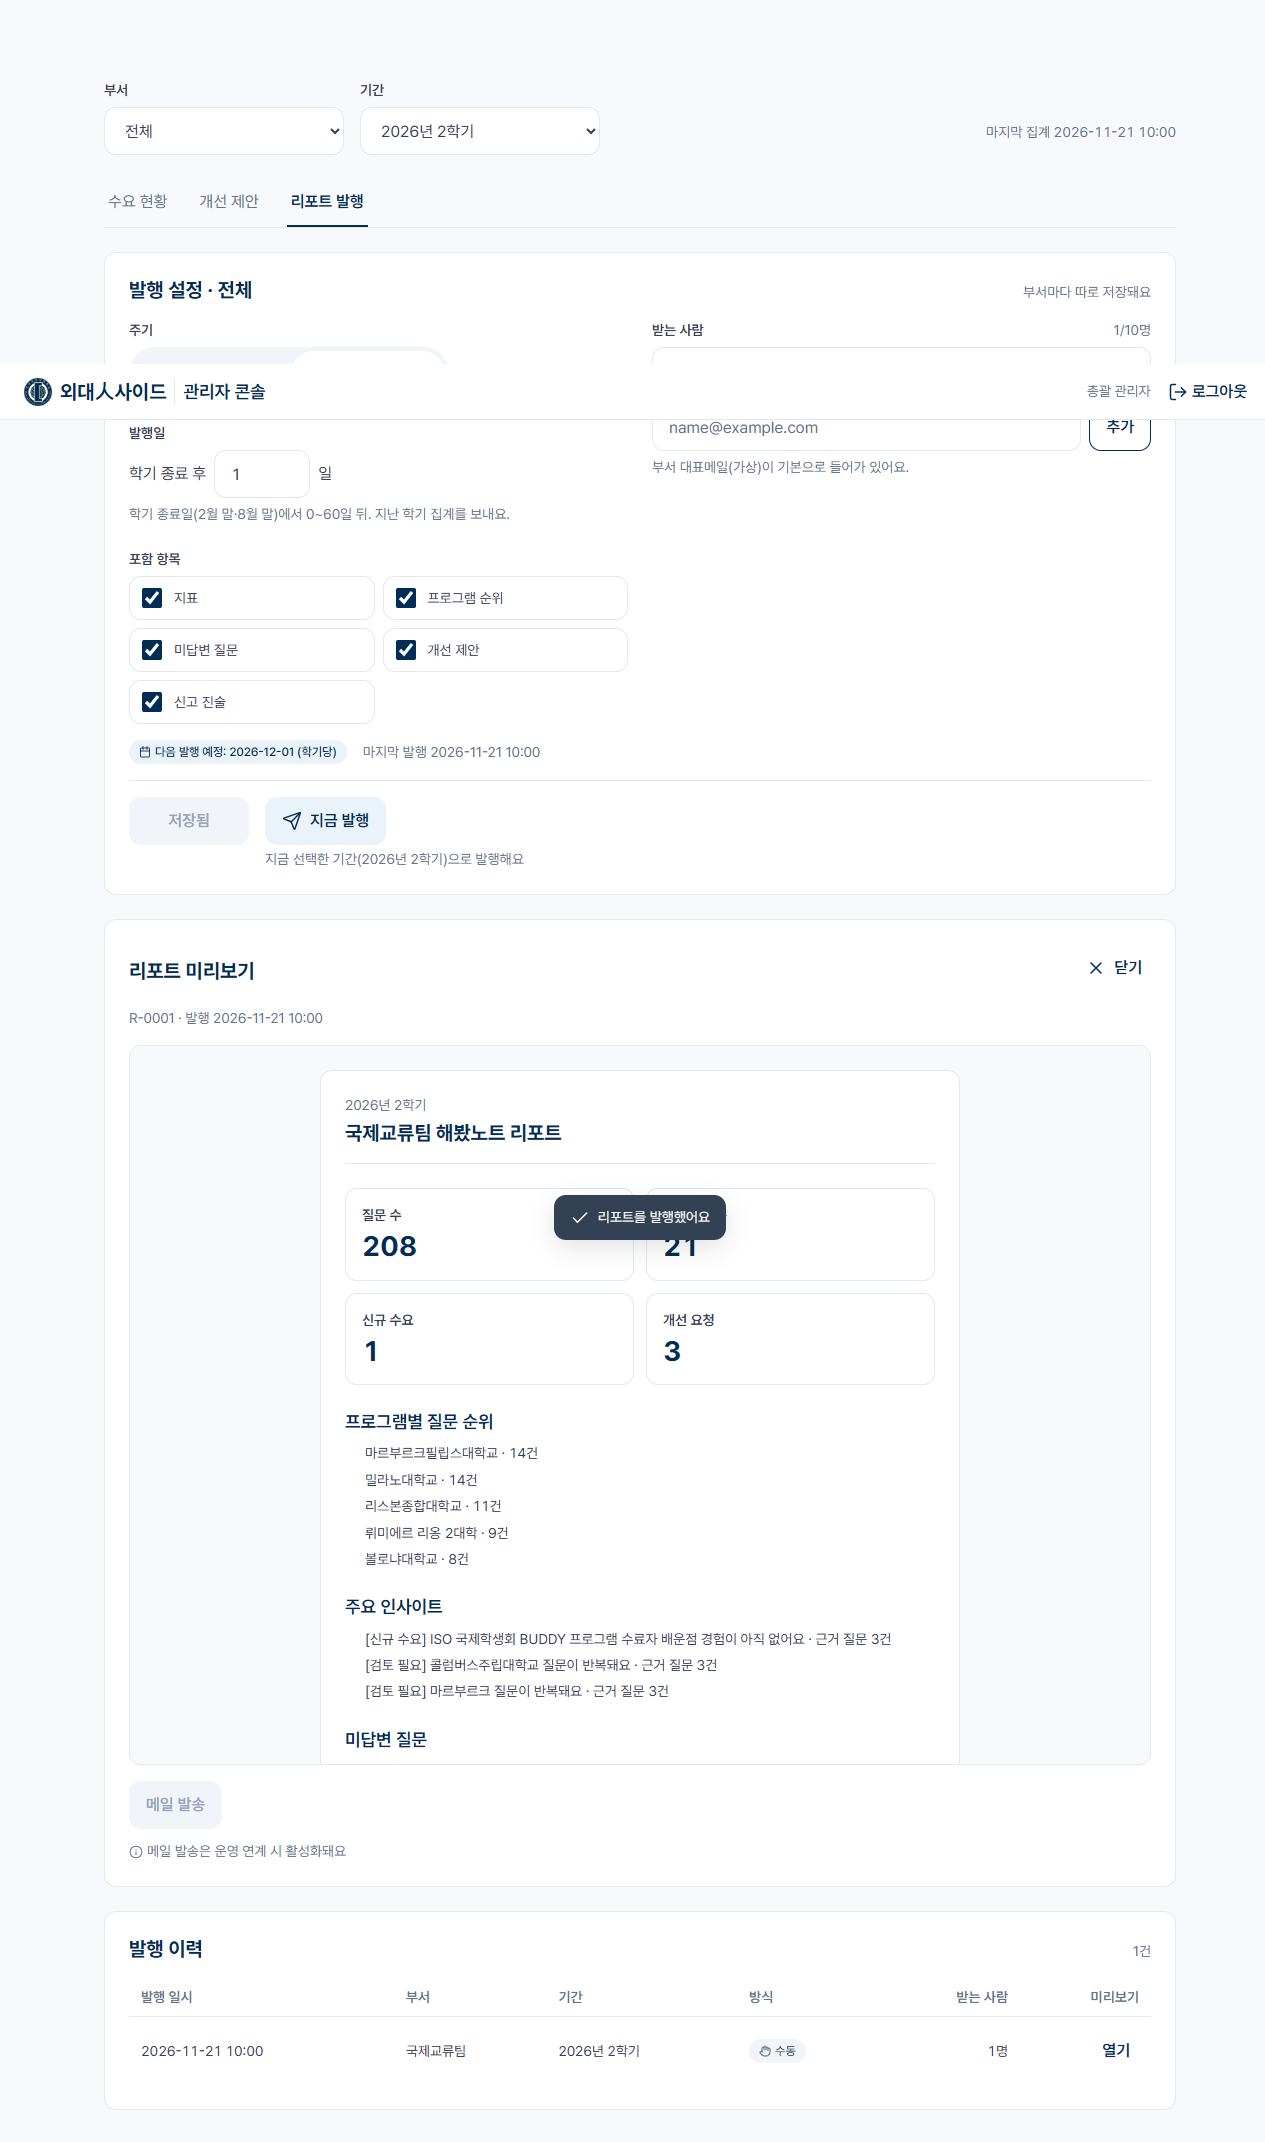 부서
기간
전체
2026년 2학기
마지막 집계 2026-11-21 10:00
수요 현황
개선 제안
리포트 발행
발행 설정 · 전체
부서마다 따로 저장돼요
주기
받는 사람
1/10명
외대人사이드
관리자 콘솔
총괄 관리자
로그아웃
발행일
name@example.com
추가
학기 종료 후
1
일
부서 대표메일(가상)이 기본으로 들어가 있어요.
학기 종료일(2월 말·8월 말)에서 0~60일 뒤. 지난 학기 집계를 보내요.
포함 항목
지표
프로그램 순위
미답변 질문
개선 제안
신고 진술
다음 발행 예정: 2026-12-01 (학기당)
마지막 발행 2026-11-21 10:00
저장됨
지금 발행
지금 선택한 기간(2026년 2학기)으로 발행해요
리포트 미리보기
닫기
R-0001 · 발행 2026-11-21 10:00
2026년 2학기
국제교류팀 해봤노트 리포트
질문 수
208
리포트를 발행했어요
21
신규 수요
1
개선 요청
3
프로그램별 질문 순위
마르부르크필립스대학교 · 14건
밀라노대학교 · 14건
리스본종합대학교 · 11건
뤼미에르 리옹 2대학 · 9건
볼로냐대학교 · 8건
주요 인사이트
[신규 수요] ISO 국제학생회 BUDDY 프로그램 수료자 배운점 경험이 아직 없어요 · 근거 질문 3건
[검토 필요] 콜럼버스주립대학교 질문이 반복돼요 · 근거 질문 3건
[검토 필요] 마르부르크 질문이 반복돼요 · 근거 질문 3건
미답변 질문
메일 발송
메일 발송은 운영 연계 시 활성화돼요
발행 이력
1건
발행 일시
부서
기간
방식
받는 사람
미리보기
2026-11-21 10:00
국제교류팀
2026년 2학기
수동
1명
열기